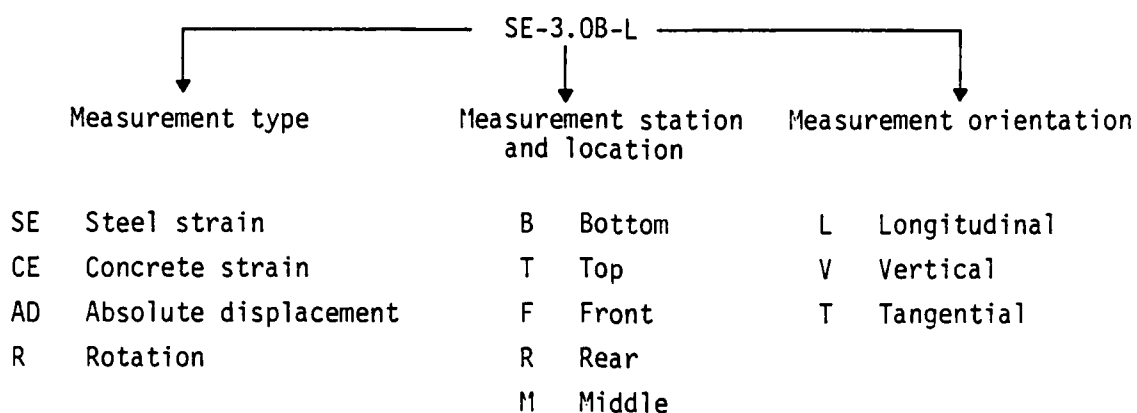 SE-3.0B-L
Measurement type
Measurement station
and location
Measurement orientation
SE Steel strain
CE Concrete strain
AD Absolute displacement
R Rotation
B Bottom
T Top
F Front
R Rear
M Middle
L Longitudinal
V Vertical
T Tangential